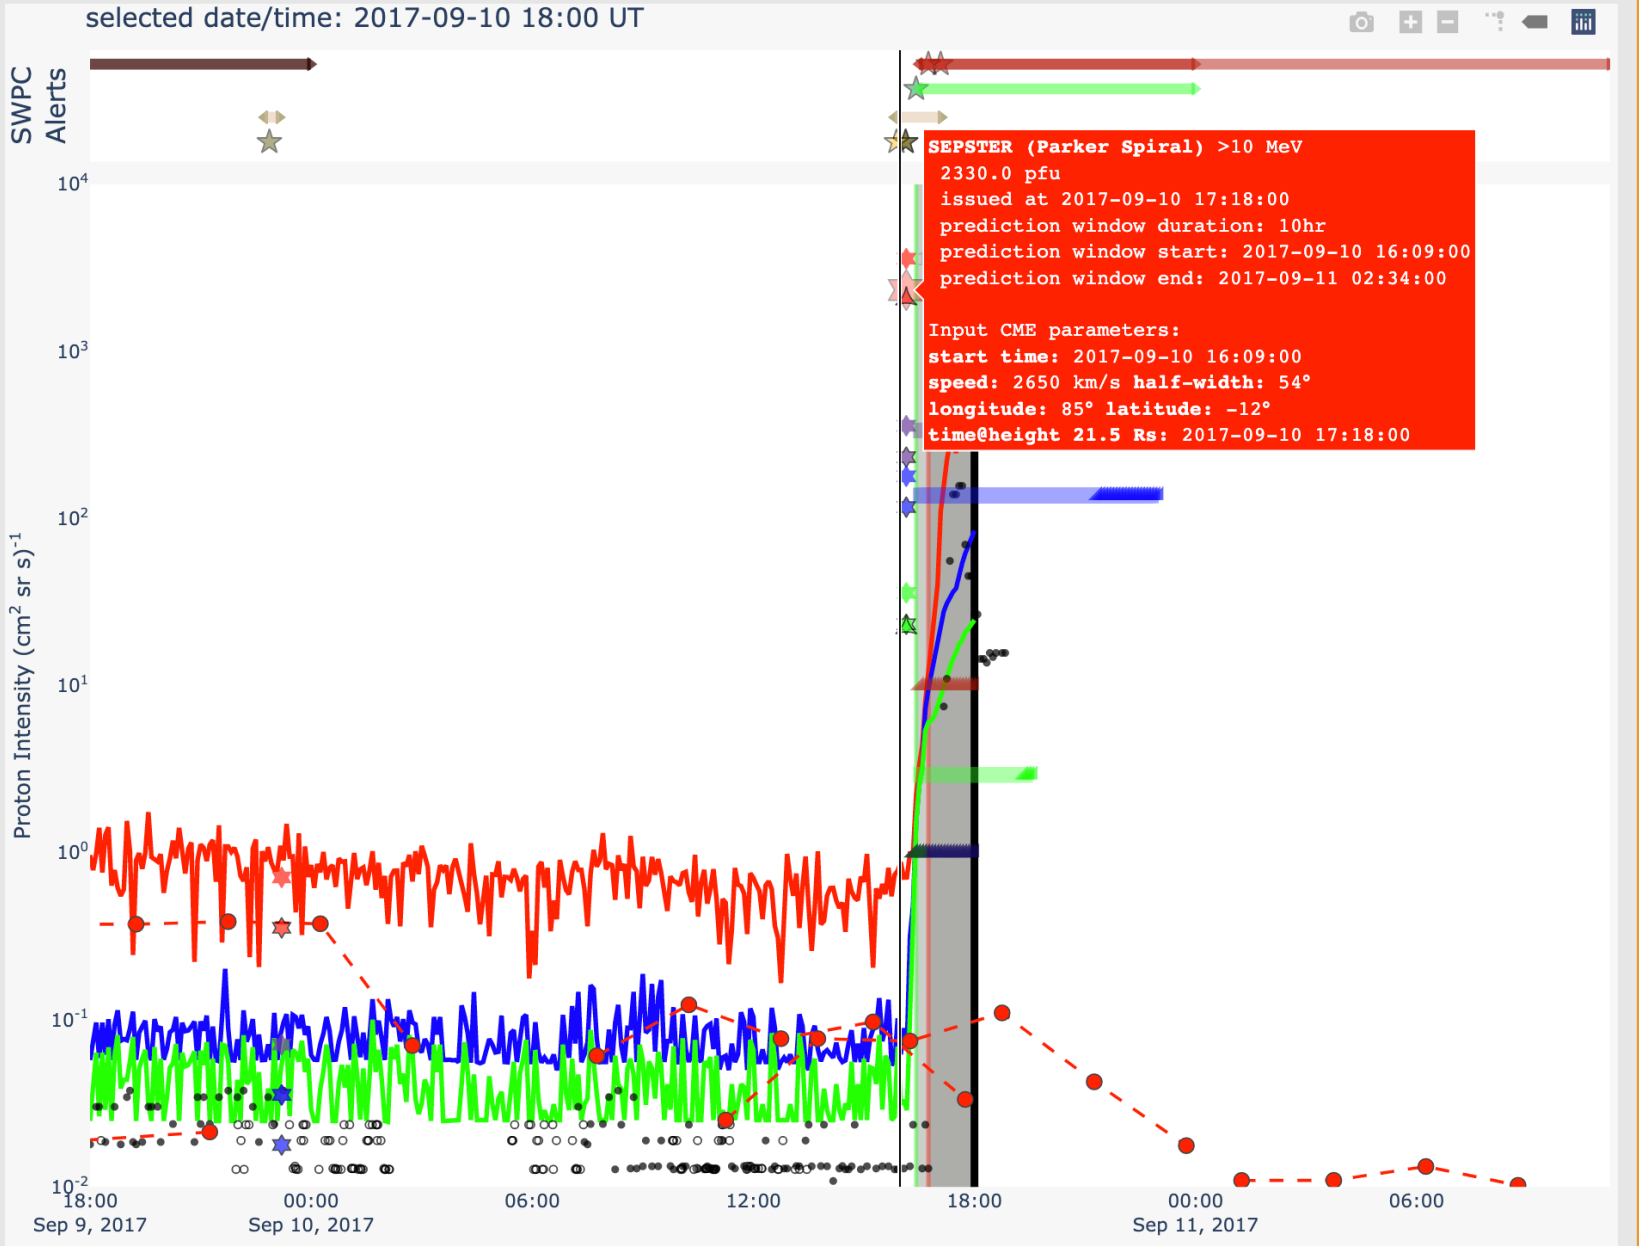 selected date/time: 2017-09-10 18:00 UT
SWPC
Alerts
SEPSTER (Parker Spiral) >10 MeV
2330.0 pfu
issued at 2017-09-10 17:18:00
prediction window duration: 10hr
prediction window start: 2017-09-10 16:09:00
prediction window end: 2017-09-11 02:34:00
Input CME parameters:
start time: 2017-09-10 16:09:00
speed: 2650 km/s half-width: 54°
longitude: 85° latitude: -12°
time@height 21.5 Rs: 2017-09-10 17:18:00
Proton Intensity (cm² sr s)⁻¹
10⁴
10³
10²
10¹
10⁰
10⁻¹
10⁻²
18:00 00:00 06:00 12:00 18:00 00:00 06:00
Sep 9, 2017 Sep 10, 2017 Sep 11, 2017